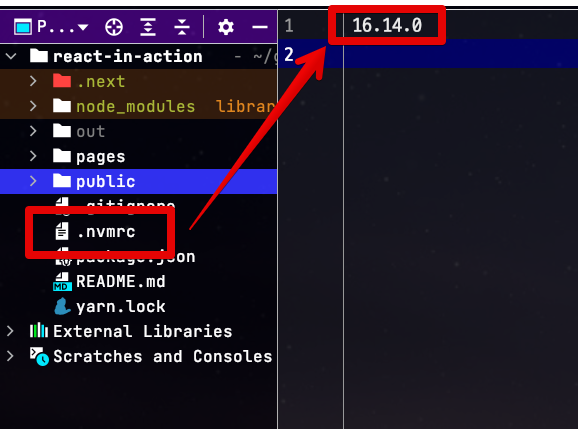 P...
react-in-action - ~/g
.next
node_modules librar
out
pages
public
.gitignore
.nvmrc
package.json
README.md
yarn.lock
External Libraries
Scratches and Consoles
1 16.14.0
2